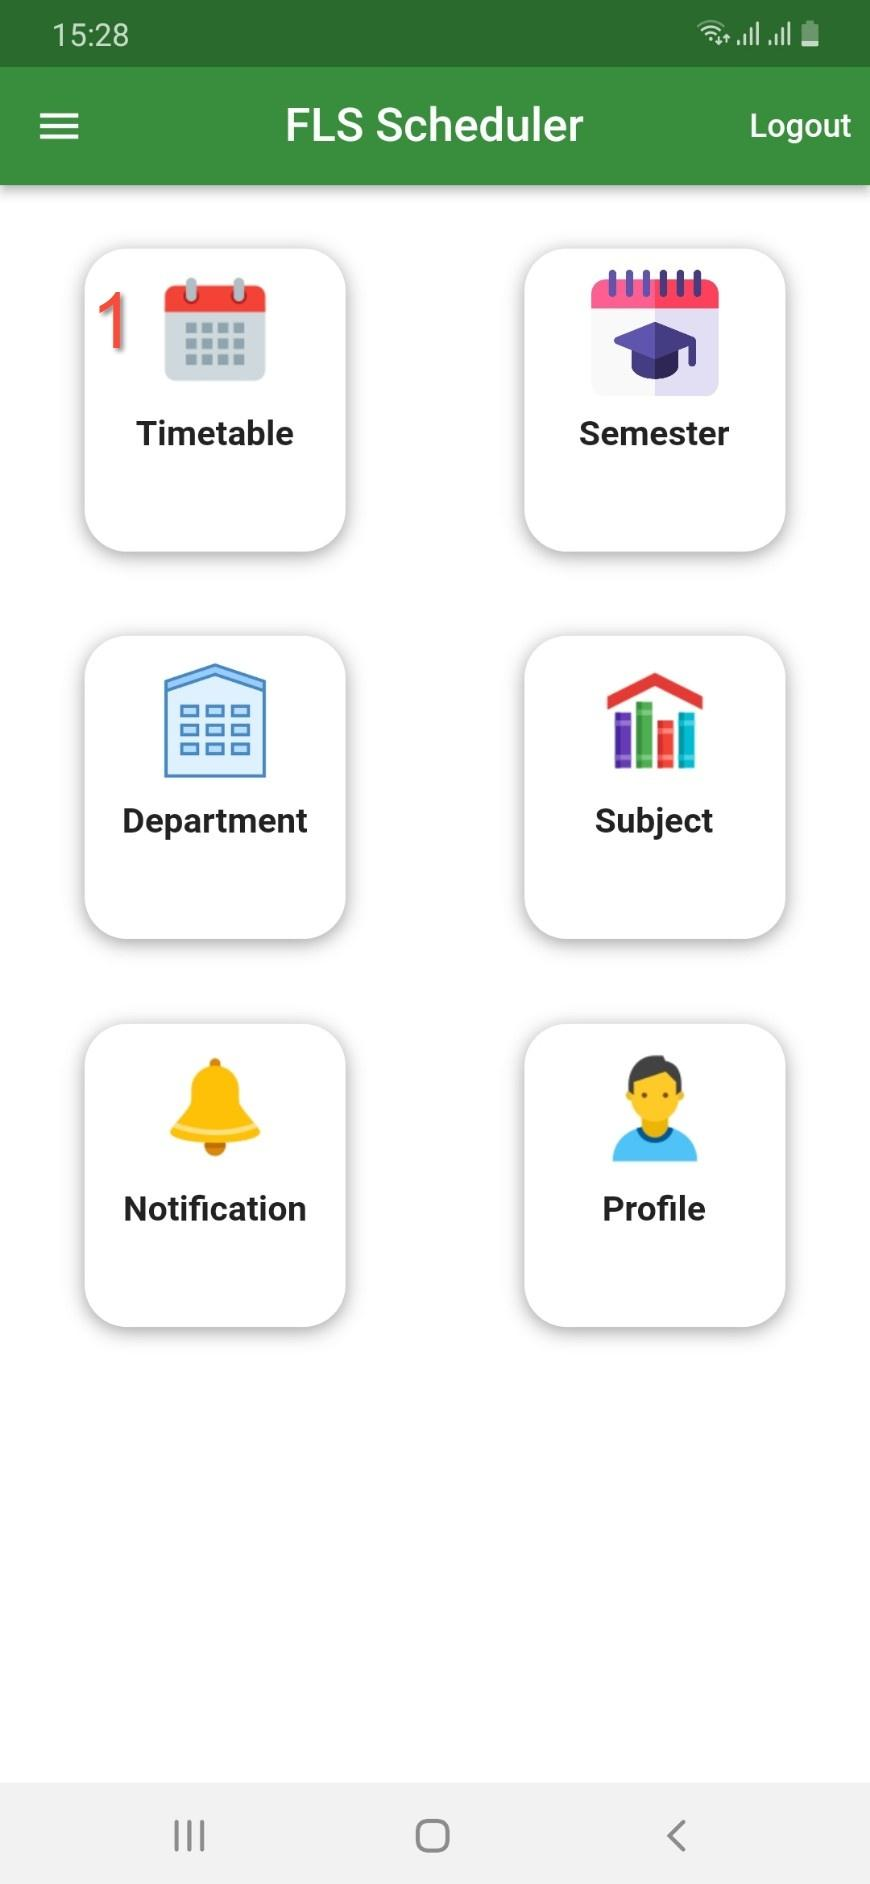 15:28
FLS Scheduler
Logout
1
Timetable
Semester
Department
Subject
Notification
Profile